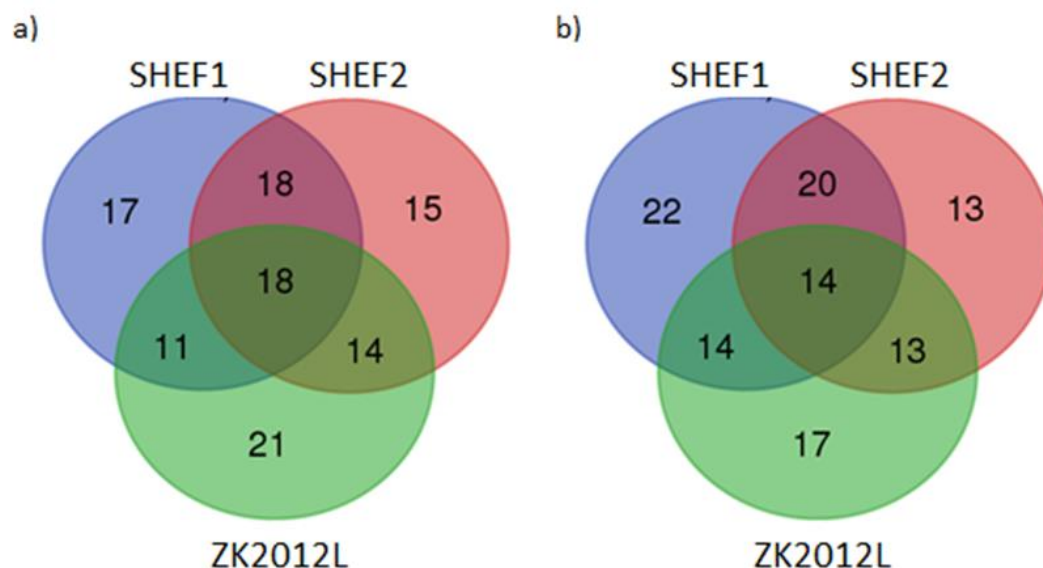 a)
SHEF1 SHEF2
17 18 15
18
11 14
21
ZK2012L
b)
SHEF1 SHEF2
22 20 13
14
14 13
17
ZK2012L